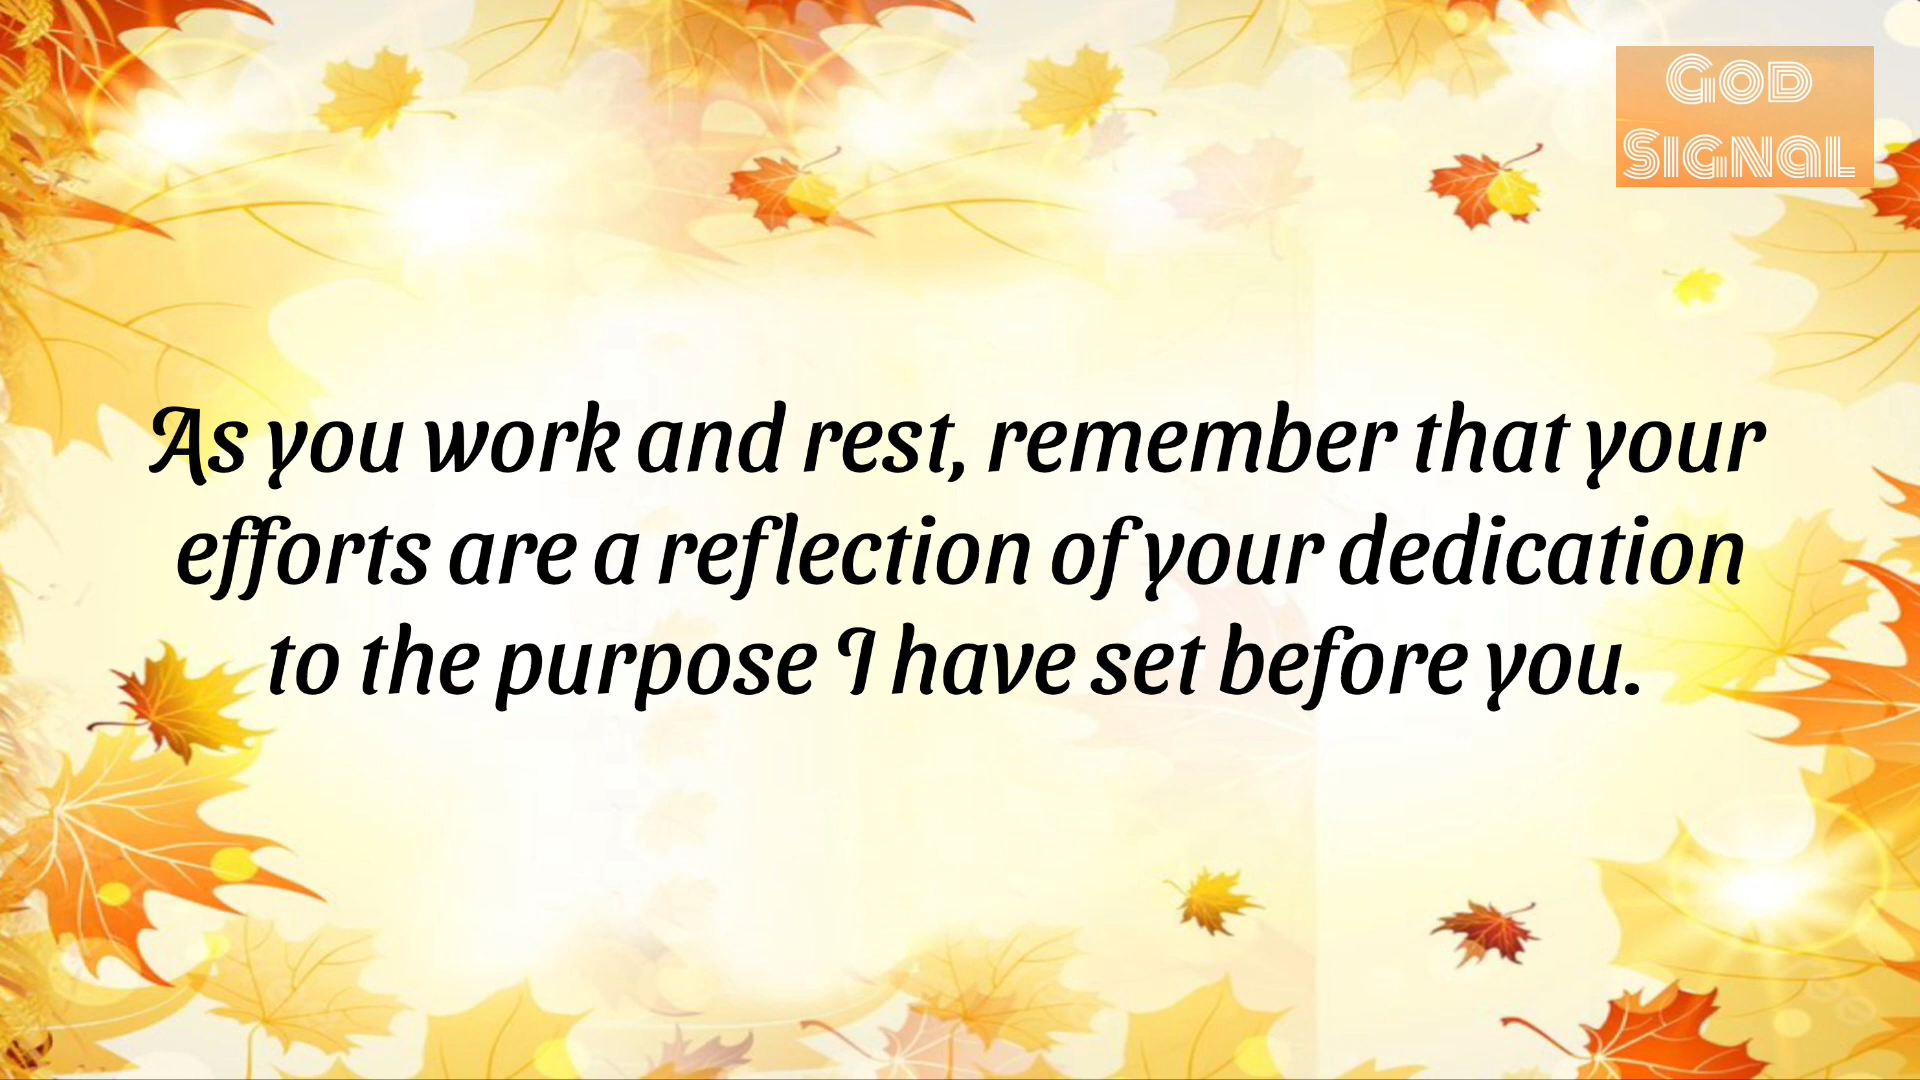 God
Signal
As you work and rest, remember that your
efforts are a reflection of your dedication
to the purpose I have set before you.